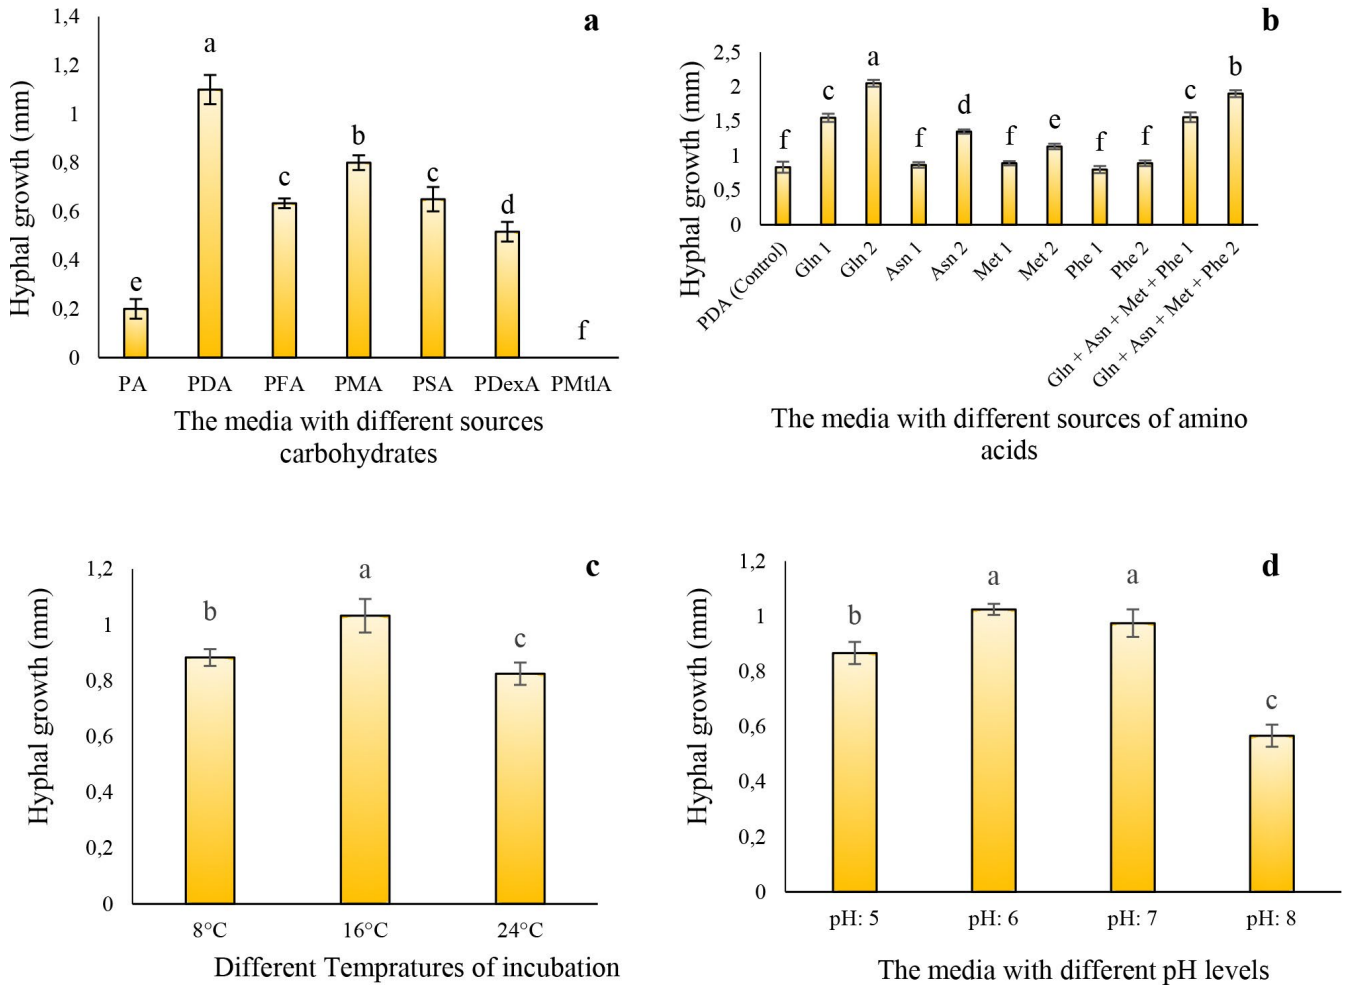 a
1,4
1,2
1
0,8
0,6
0,4
0,2
0
Hyphal growth (mm)
e
a
c
b
c
d
f
PA PDA PFA PMA PSA PDexA PMtlA
The media with different sources
carbohydrates
b
2,5
2
1,5
1
0,5
0
Hyphal growth (mm)
f
c
a
f
d
f
e
f
f
c
b
PDA (Control)
Gln 1
Gln 2
Asn 1
Asn 2
Met 1
Met 2
Phe 1
Phe 2
Gln + Asn + Met + Phe 1
Gln + Asn + Met + Phe 2
The media with different sources of amino
acids
c
1,2
1
0,8
0,6
0,4
0,2
0
Hyphal growth (mm)
b
a
c
8°C 16°C 24°C
Different Tempratures of incubation
d
1,2
1
0,8
0,6
0,4
0,2
0
Hyphal growth (mm)
b
a
a
c
pH: 5 pH: 6 pH: 7 pH: 8
The media with different pH levels